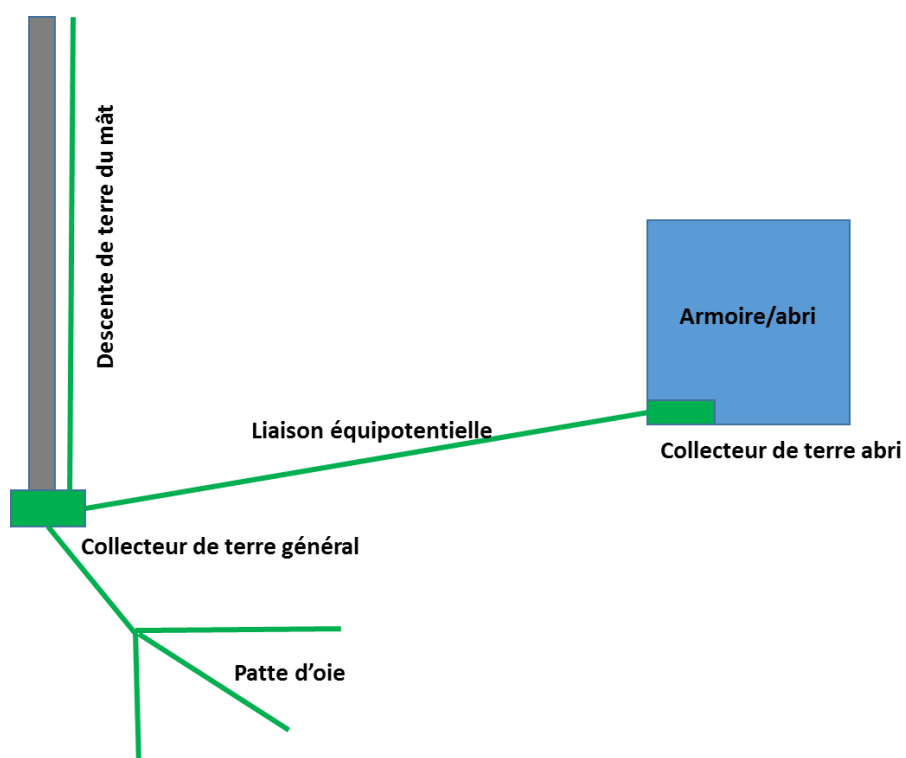 Descente de terre du mât
Armoire/abri
Liaison équipotentielle
Collecteur de terre abri
Collecteur de terre général
Patte d’oie